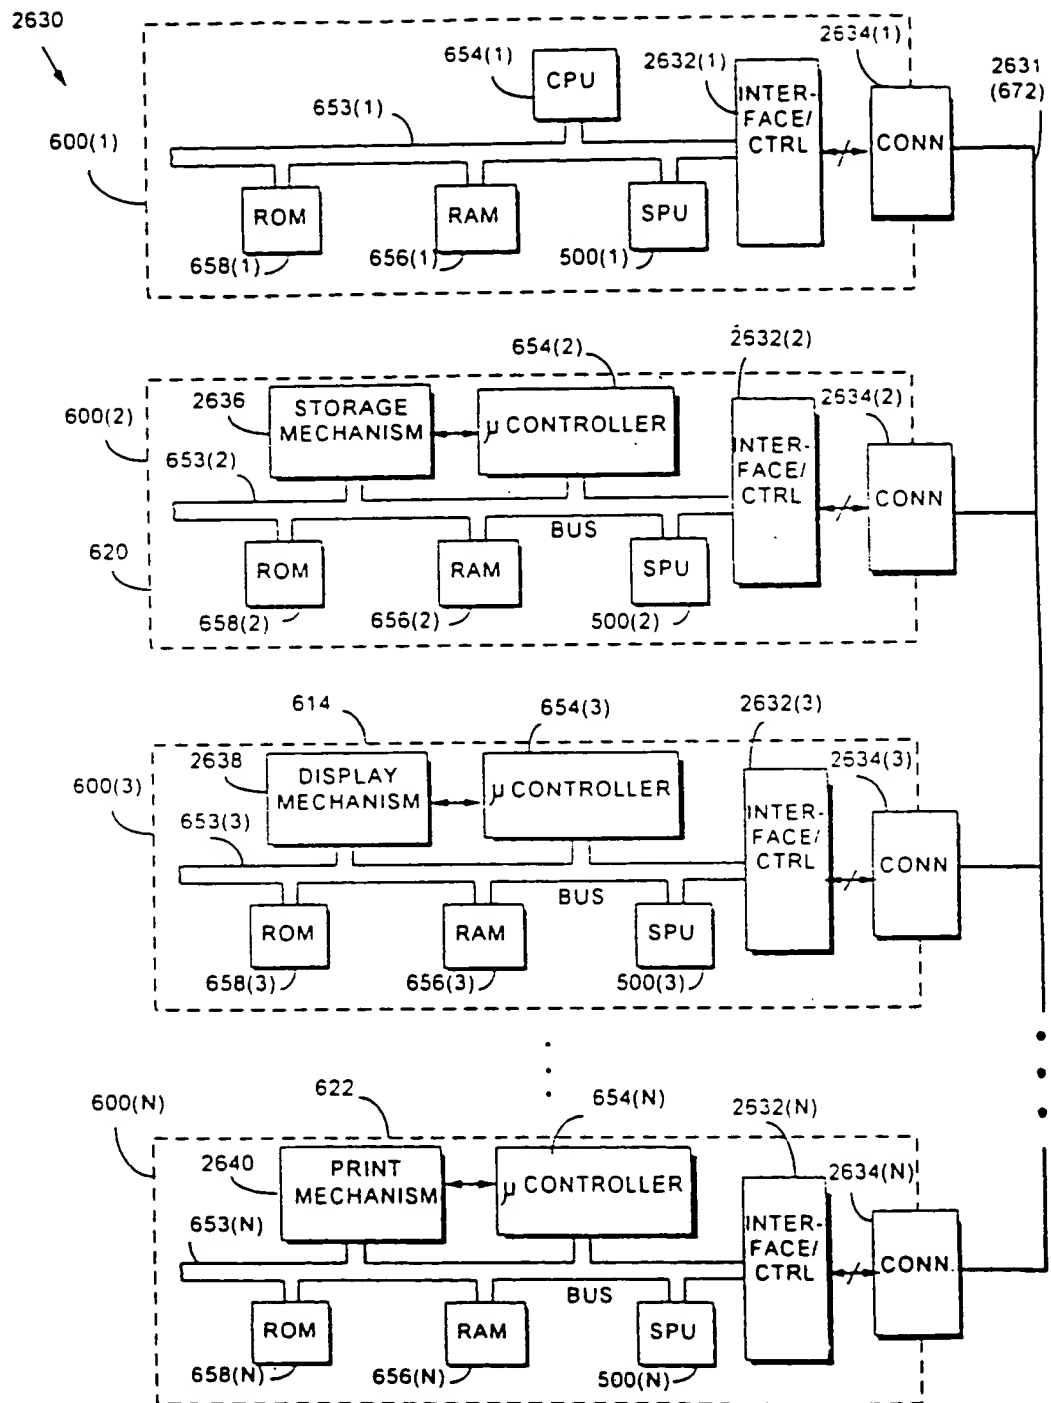 2630
2634(1)
654(1)
2632(1)
2631
(672)
CPU
INTER-
FACE/
CTRL
653(1)
600(1)
CONN
ROM
RAM
SPU
658(1)
656(1)
500(1)
654(2)
2632(2)
2636
STORAGE
MECHANISM
μ CONTROLLER
2634(2)
600(2)
INTER-
FACE/
CTRL
653(2)
CONN
BUS
620
ROM
RAM
SPU
658(2)
656(2)
500(2)
614
654(3)
2632(3)
2638
DISPLAY
MECHANISM
μ CONTROLLER
2634(3)
600(3)
INTER-
FACE/
CTRL
653(3)
CONN
BUS
ROM
RAM
SPU
658(3)
656(3)
500(3)
622
654(N)
2632(N)
600(N)
2640
PRINT
MECHANISM
μ CONTROLLER
2634(N)
653(N)
INTER-
FACE/
CTRL
CONN.
BUS
ROM
RAM
SPU
658(N)
656(N)
500(N)